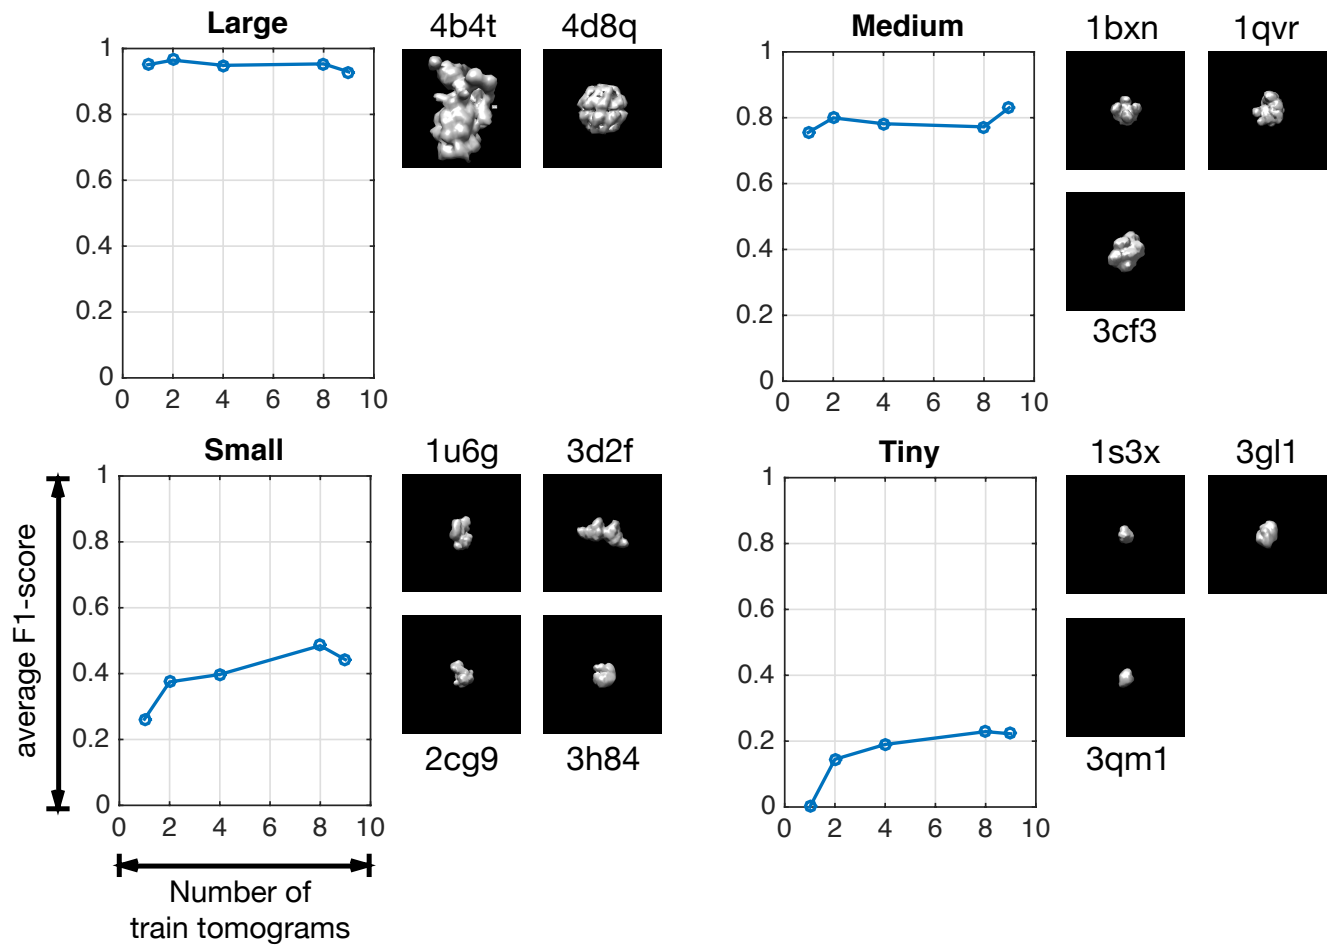 Large
4b4t
4d8q
1
0.8
0.6
0.4
0.2
0
0 2 4 6 8 10
Medium
1bxn
1qvr
3cf3
1
0.8
0.6
0.4
0.2
0
0 2 4 6 8 10
Small
1u6g
3d2f
2cg9
3h84
average F1-score
1
0.8
0.6
0.4
0.2
0
0 2 4 6 8 10
Number of
train tomograms
Tiny
1s3x
3gl1
3qm1
1
0.8
0.6
0.4
0.2
0
0 2 4 6 8 10